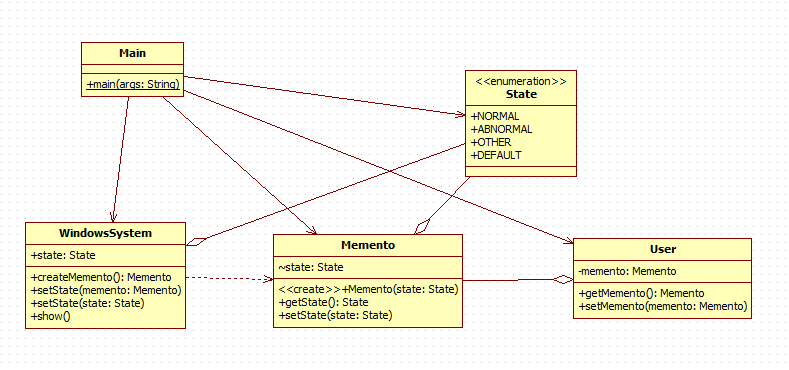 Main
+main(args: String)
<<enumeration>>
State
+NORMAL
+ABNORMAL
+OTHER
+DEFAULT
WindowsSystem
+state: State
+createMemento(): Memento
+setState(memento: Memento)
+setState(state: State)
+show()
Memento
~state: State
<<create>>+Memento(state: State)
+getState(): State
+setState(state: State)
User
-memento: Memento
+getMemento(): Memento
+setMemento(memento: Memento)